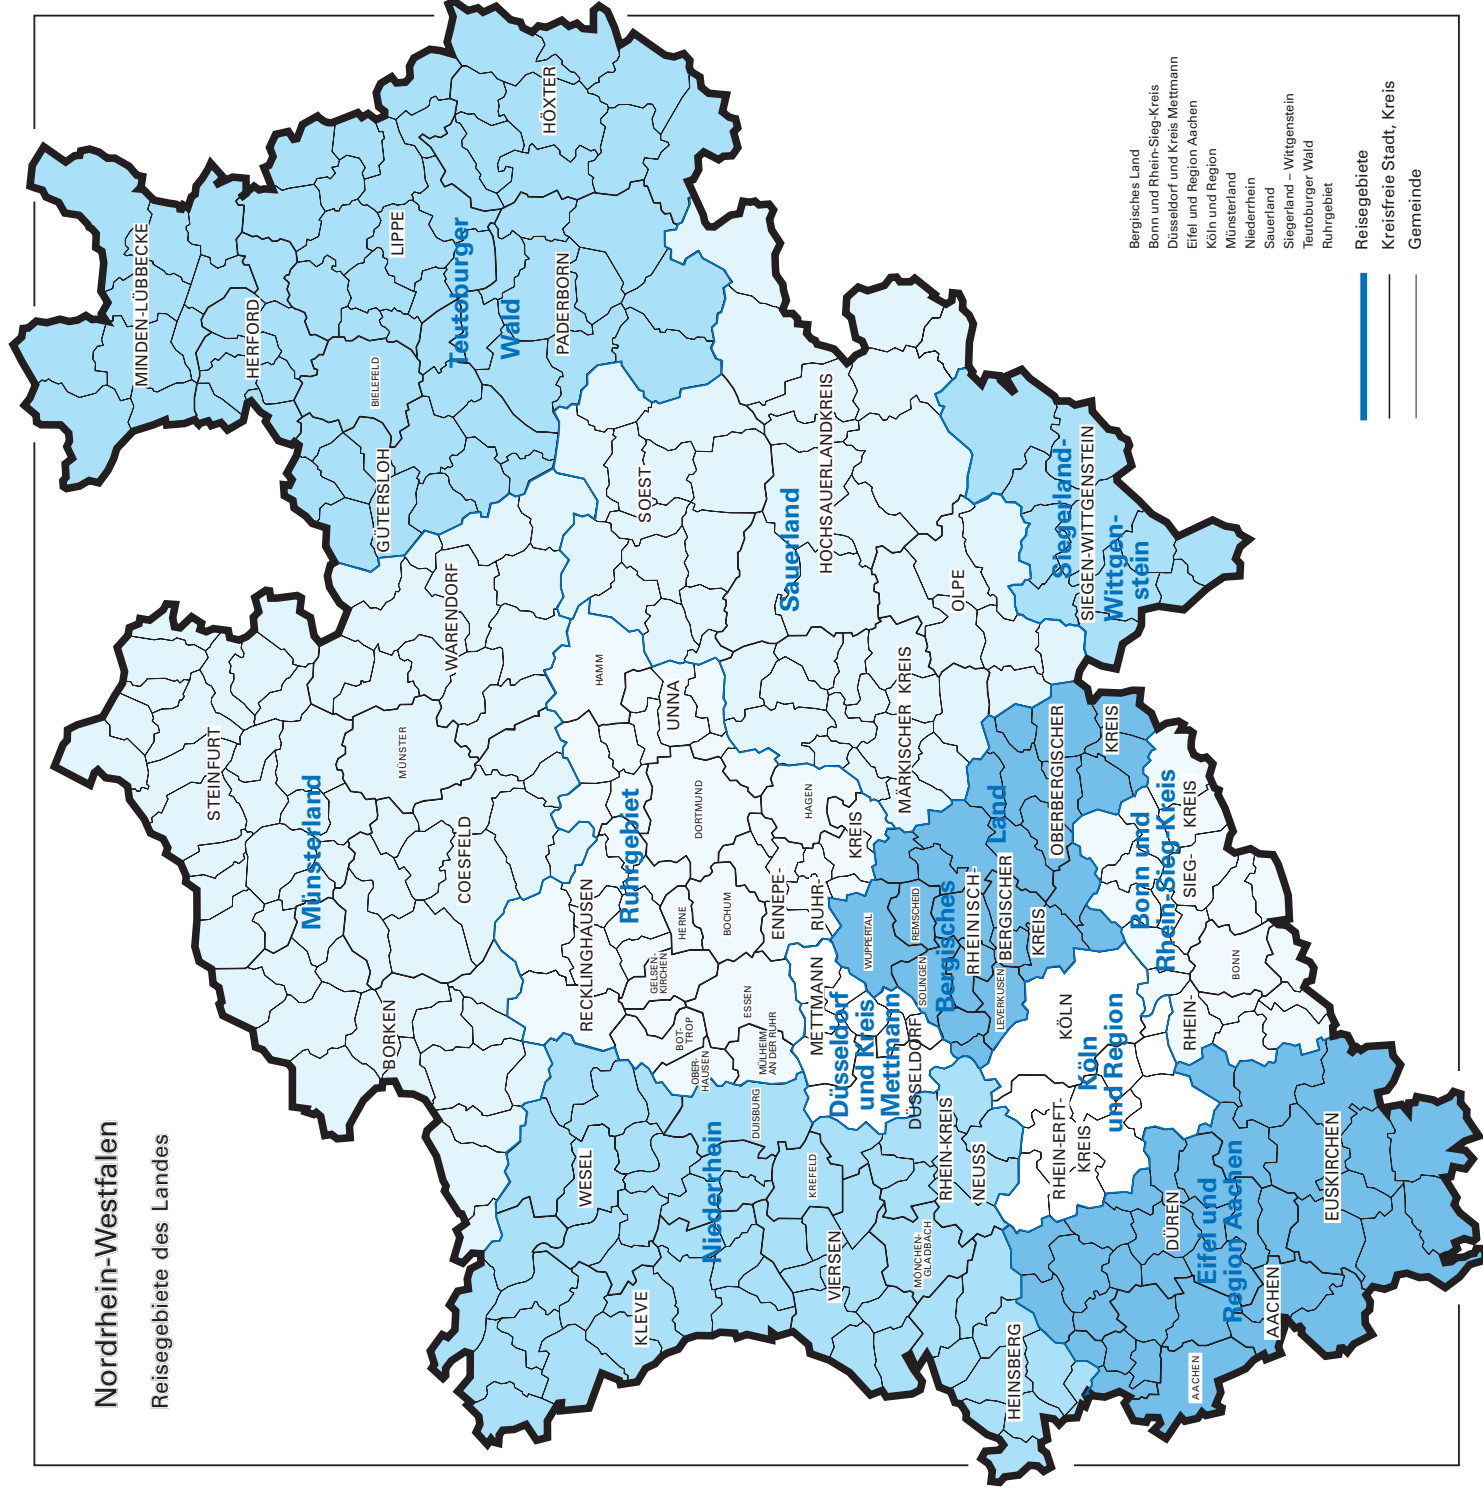 Nordrhein-Westfalen
Reisegebiete des Landes
MINDEN-LÜBBECKE
HERFORD
BIELEFELD
LIPPE
GÜTERSLOH
Teutoburger
Wald
HÖXTER
PADERBORN
STEINFURT
Münsterland
MÜNSTER
WARENDORF
BORKEN
COESFELD
HAMM
SOEST
UNNA
RECKLINGHAUSEN
Ruhrgebiet
DORTMUND
HERNE
BOCHUM
GELSEN-
KIRCHEN
BOT-
TROP
OBER-
HAUSEN
ESSEN
MÜLHEIM
AN DER RUHR
HAGEN
ENNEPE-
RUHR-
KREIS
WESEL
KLEVE
Niederrhein
DUISBURG
KREFELD
VIERSEN
MÖNCHEN-
GLADBACH
RHEIN-KREIS
NEUSS
HEINSBERG
Sauerland
HOCHSAUERLANDKREIS
MÄRKISCHER KREIS
OLPE
Siegerland-
SIEGEN-WITTGENSTEIN
Wittgen-
stein
METTMANN
Düsseldorf
und Kreis
Mettmann
DÜSSELDORF
WUPPERTAL
REMSCHEID
SOLINGEN
Bergisches
Land
RHEINISCH-
BERGISCHER
KREIS
LEVERKUSEN
OBERBERGISCHER
KREIS
KÖLN
Köln
und Region
RHEIN-ERFT-
KREIS
Bonn und
Rhein-Sieg-Kreis
RHEIN-
SIEG-
KREIS
BONN
DÜREN
Eifel und
Region Aachen
AACHEN
AACHEN
EUSKIRCHEN
Bergisches Land
Bonn und Rhein-Sieg-Kreis
Düsseldorf und Kreis Mettmann
Eifel und Region Aachen
Köln und Region
Münsterland
Niederrhein
Sauerland
Siegerland – Wittgenstein
Teutoburger Wald
Ruhrgebiet
Reisegebiete
Kreisfreie Stadt, Kreis
Gemeinde